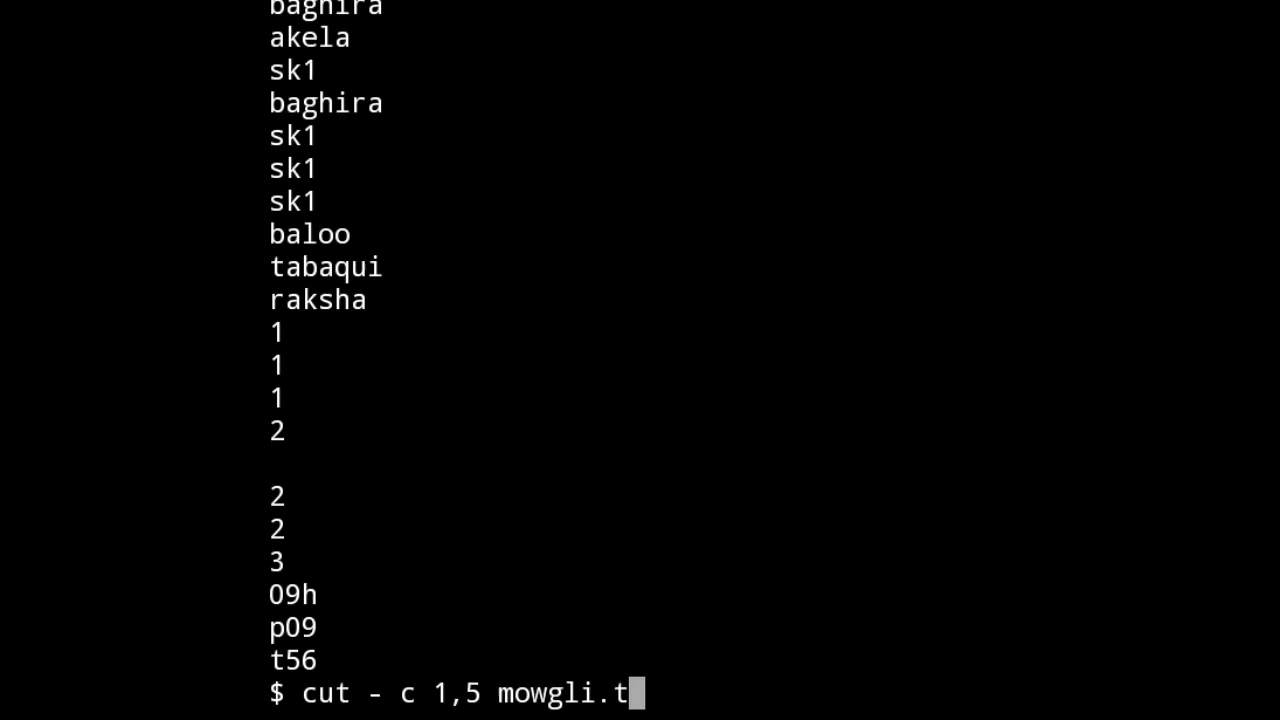 baghira
akela
sk1
baghira
sk1
sk1
sk1
baloo
tabaqui
raksha
1
1
1
2
2
2
3
09h
p09
t56
$ cut - c 1,5 mowgli.t